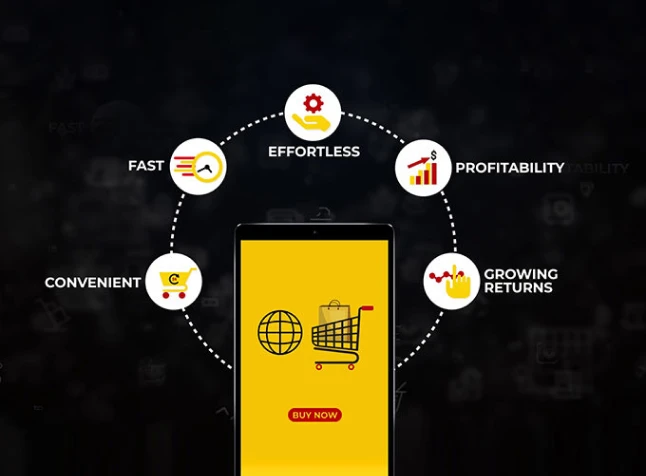 EFFORTLESS
FAST
PROFITABILITY
CONVENIENT
GROWING
RETURNS
$
BUY NOW